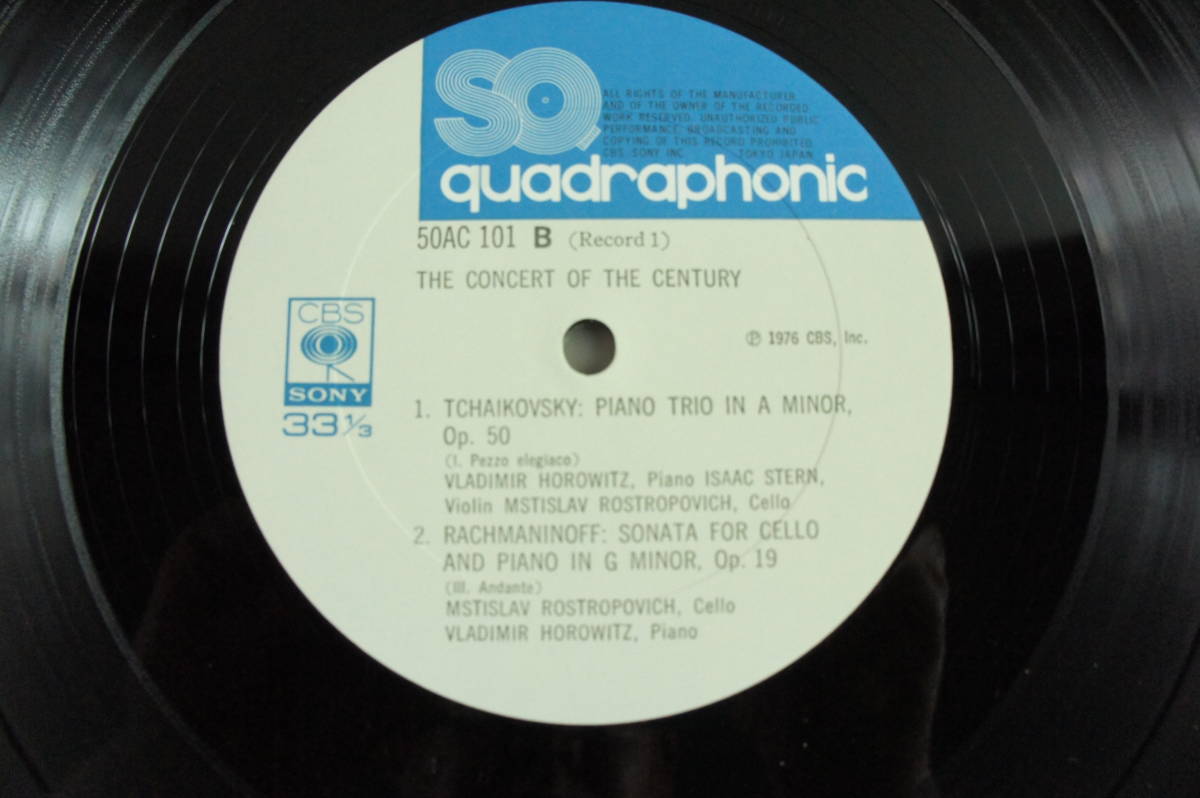 SQ
ALL RIGHTS OF THE MANUFACTURER
AND OF THE OWNER OF THE RECORDED
WORK RESERVED. UNAUTHORIZED PUBLIC
PERFORMANCE, BROADCASTING AND
COPYING OF THIS RECORD PROHIBITED.
CBS SONY INC. TOKYO JAPAN
quadraphonic
50AC 101 B (Record 1)
THE CONCERT OF THE CENTURY
CBS
SONY
33 1/3
℗ 1976 CBS, Inc.
1. TCHAIKOVSKY: PIANO TRIO IN A MINOR,
Op. 50
(I. Pezzo elegiaco)
VLADIMIR HOROWITZ, Piano ISAAC STERN,
Violin MSTISLAV ROSTROPOVICH, Cello
2. RACHMANINOFF: SONATA FOR CELLO
AND PIANO IN G MINOR, Op. 19
(III. Andante)
MSTISLAV ROSTROPOVICH, Cello
VLADIMIR HOROWITZ, Piano